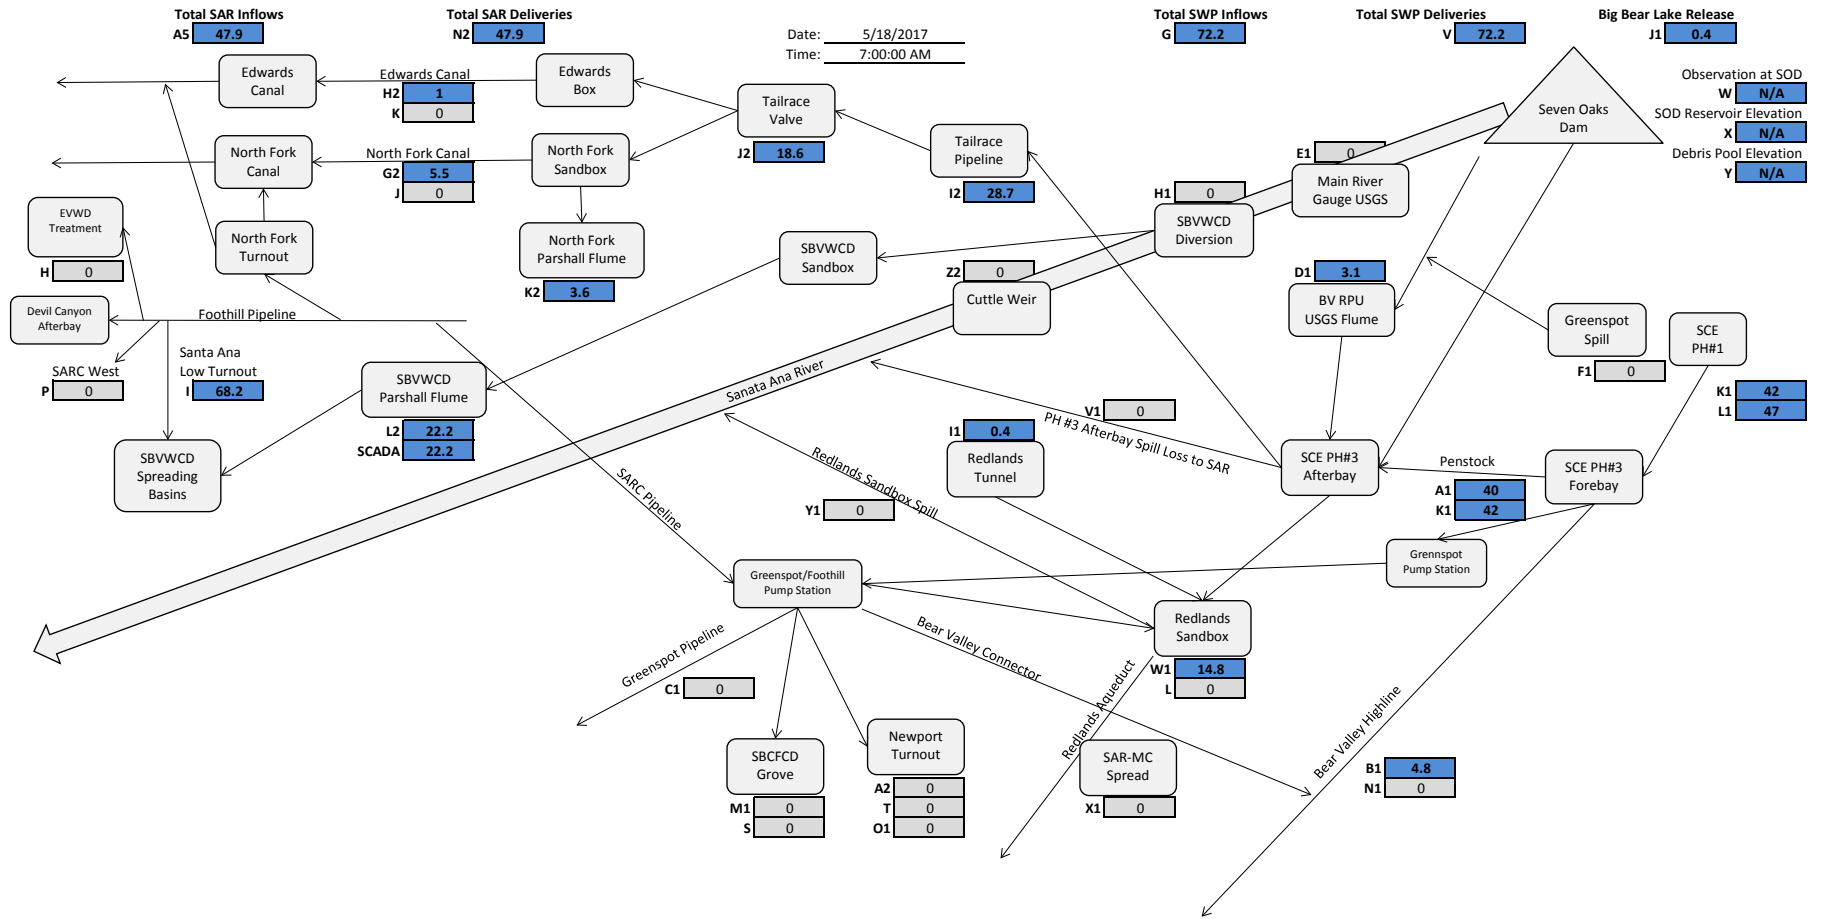 Total SAR Inflows
A5 47.9
Total SAR Deliveries
N2 47.9
Date: 5/18/2017
Time: 7:00:00 AM
Total SWP Inflows
G 72.2
Total SWP Deliveries
V 72.2
Big Bear Lake Release
J1 0.4
Edwards
Canal
Edwards Canal
H2 1
K 0
Edwards
Box
Tailrace
Valve
J2 18.6
Tailrace
Pipeline
I2 28.7
Seven Oaks
Dam
Observation at SOD
W N/A
SOD Reservoir Elevation
X N/A
Debris Pool Elevation
Y N/A
North Fork
Canal
North Fork Canal
G2 5.5
J 0
North Fork
Sandbox
E1 0
Main River
Gauge USGS
H1 0
SBVWCD
Diversion
EVWD
Treatment
H 0
North Fork
Turnout
North Fork
Parshall Flume
K2 3.6
SBVWCD
Sandbox
Z2 0
Cuttle Weir
D1 3.1
BV RPU
USGS Flume
Greenspot
Spill
F1 0
SCE
PH#1
K1 42
L1 47
Devil Canyon
Afterbay
Foothill Pipeline
SARC West
P 0
Santa Ana
Low Turnout
I 68.2
SBVWCD
Parshall Flume
L2 22.2
SCADA 22.2
Sanata Ana River
V1 0
PH #3 Afterbay Spill Loss to SAR
I1 0.4
Redlands
Tunnel
SCE PH#3
Afterbay
Penstock
A1 40
K1 42
SCE PH#3
Forebay
SBVWCD
Spreading
Basins
SARC Pipeline
Redlands Sandbox Spill
Y1 0
Grennspot
Pump Station
Greenspot/Foothill
Pump Station
Redlands
Sandbox
W1 14.8
L 0
Greenspot Pipeline
C1 0
Bear Valley Connector
Redlands Aqueduct
Bear Valley Highline
SBCFCD
Grove
M1 0
S 0
Newport
Turnout
A2 0
T 0
O1 0
SAR-MC
Spread
X1 0
B1 4.8
N1 0